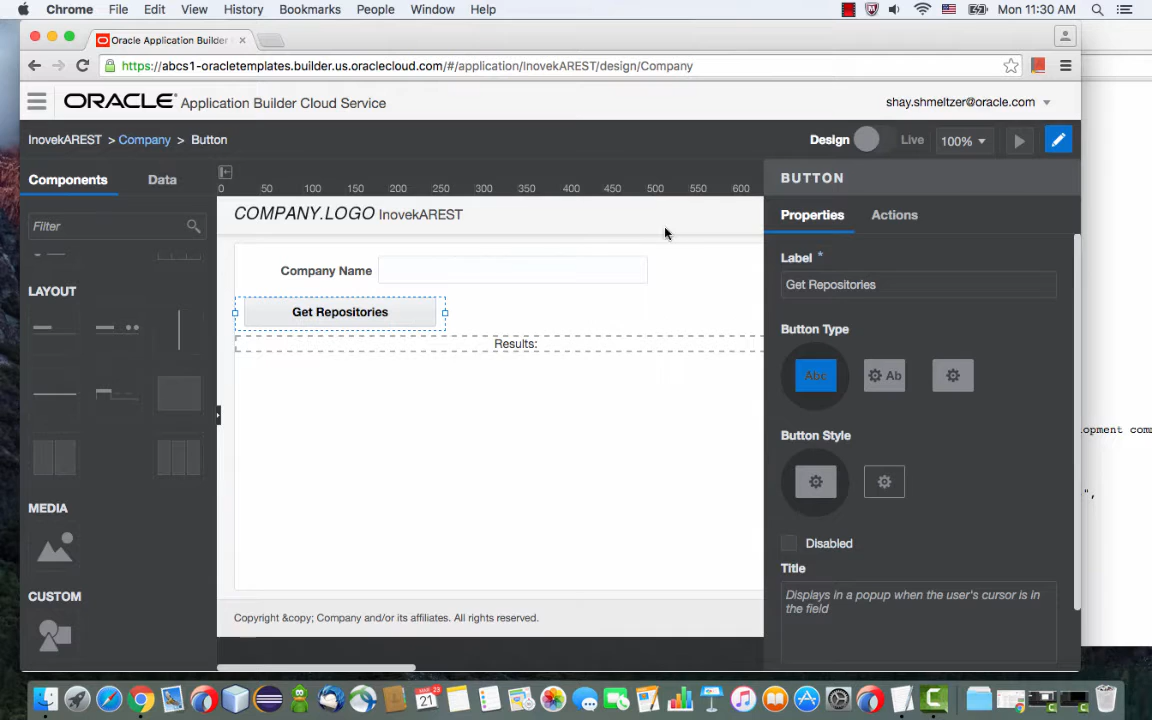 Chrome File Edit View History Bookmarks People Window Help Mon 11:30 AM
Oracle Application Builder
https://abcs1-oracletemplates.builder.us.oraclecloud.com/#/application/InovekAREST/design/Company
ORACLE® Application Builder Cloud Service shay.shmeltzer@oracle.com
InovekAREST > Company > Button Design Live 100%
Components Data
0 50 100 150 200 250 300 350 400 450 500 550 600
BUTTON
Properties Actions
Filter
COMPANY.LOGO InovekAREST
Label *
Get Repositories
Company Name
LAYOUT
Get Repositories
Button Type
Results:
Abc Ab
Button Style
opment comm
",
MEDIA
Disabled
Title
Displays in a popup when the user's cursor is in
the field
CUSTOM
Copyright &copy; Company and/or its affiliates. All rights reserved.